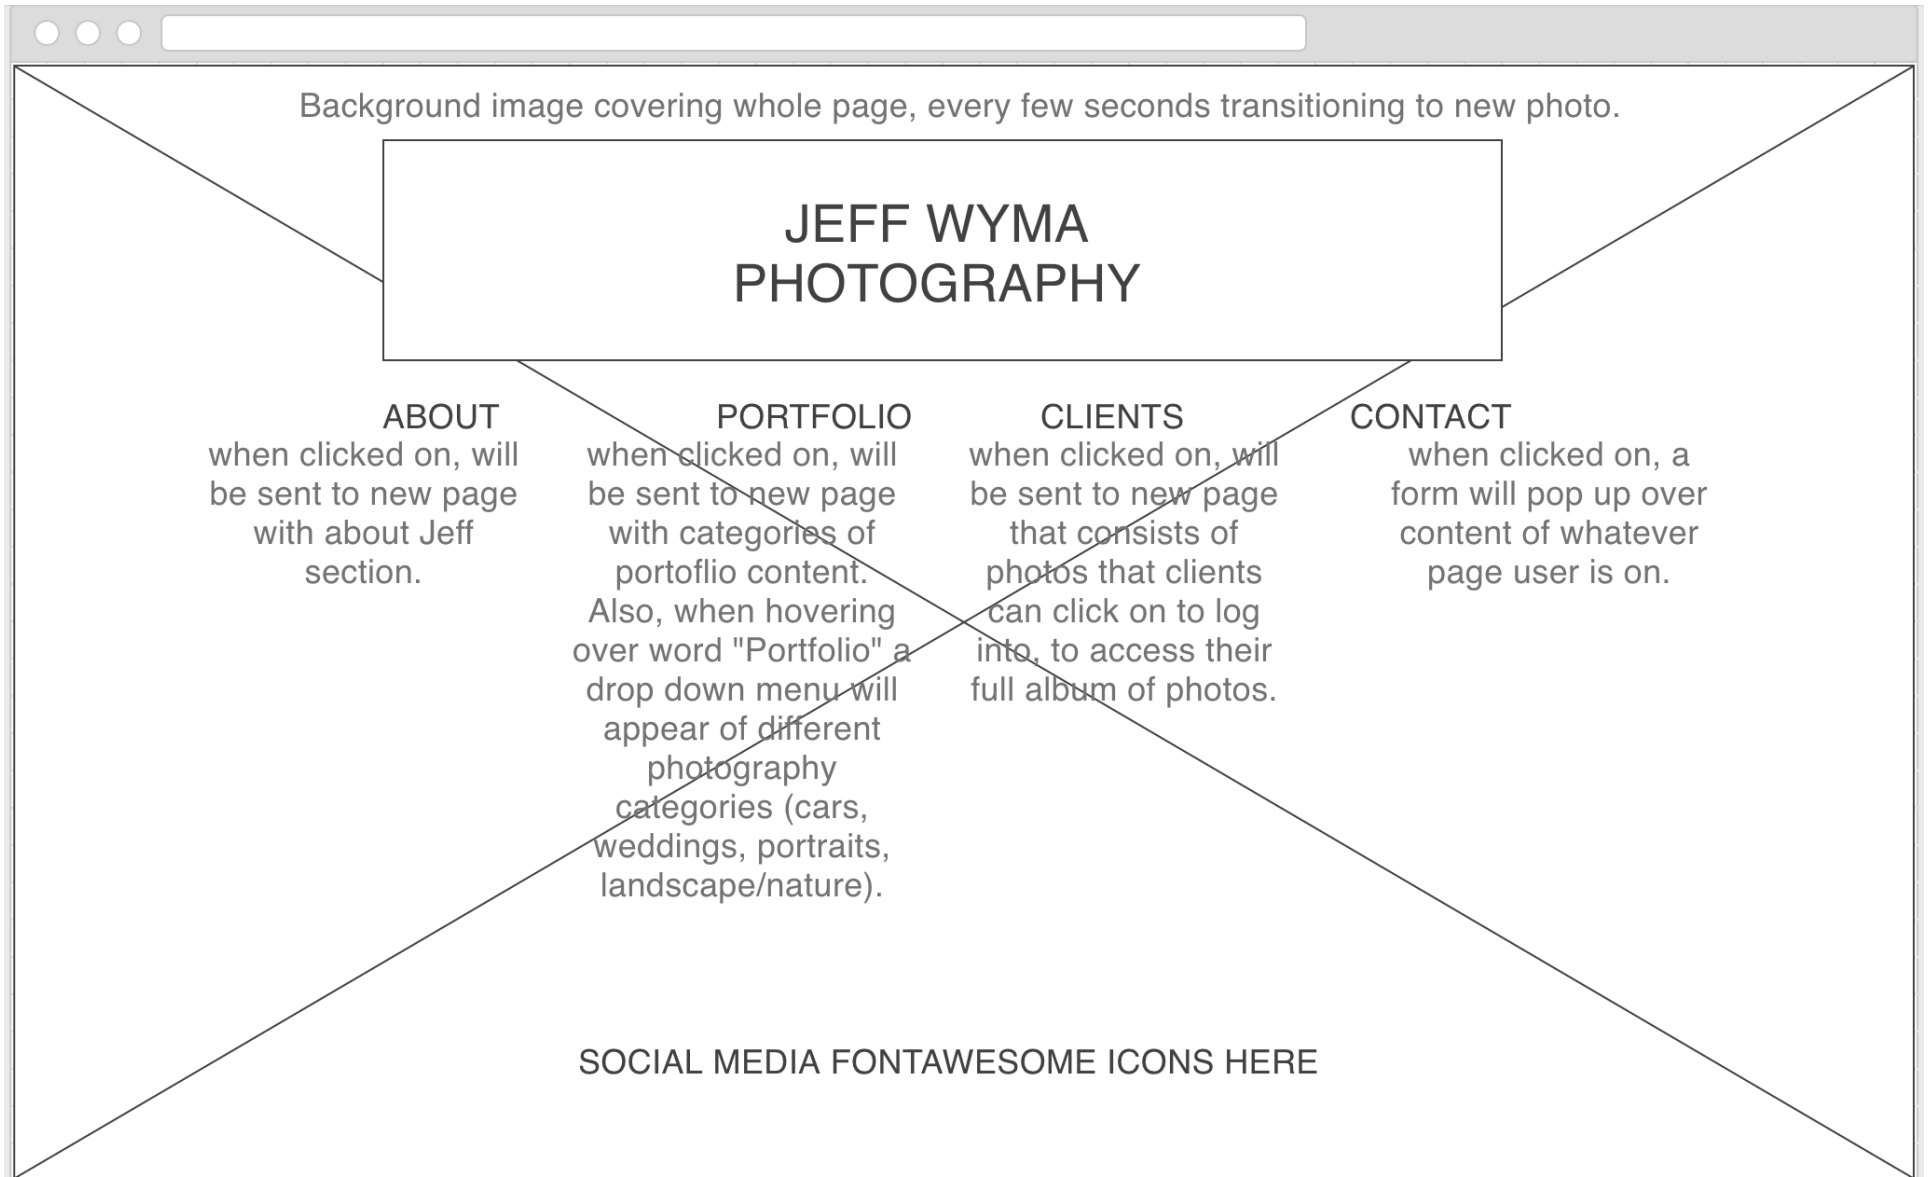 Background image covering whole page, every few seconds transitioning to new photo.
JEFF WYMA
PHOTOGRAPHY
ABOUT
when clicked on, will
be sent to new page
with about Jeff
section.
PORTFOLIO
when clicked on, will
be sent to new page
with categories of
portoflio content.
Also, when hovering
over word "Portfolio" a
drop down menu will
appear of different
photography
categories (cars,
weddings, portraits,
landscape/nature).
CLIENTS
when clicked on, will
be sent to new page
that consists of
photos that clients
can click on to log
into, to access their
full album of photos.
CONTACT
when clicked on, a
form will pop up over
content of whatever
page user is on.
SOCIAL MEDIA FONTAWESOME ICONS HERE